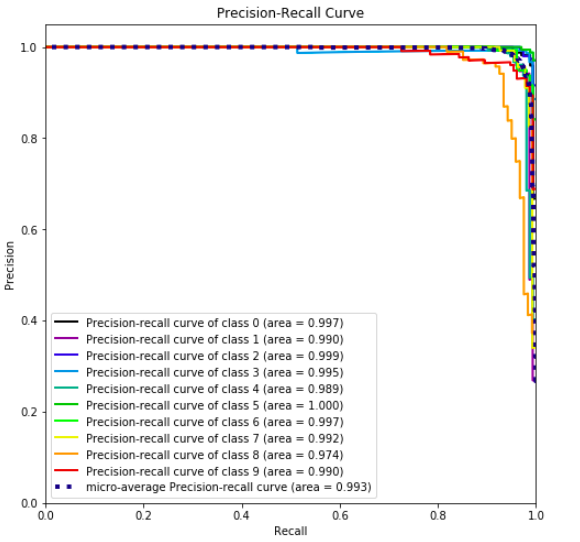 Precision-Recall Curve
1.0
0.8
0.6
0.4
0.2
0.0
Precision
Precision-recall curve of class 0 (area = 0.997)
Precision-recall curve of class 1 (area = 0.990)
Precision-recall curve of class 2 (area = 0.999)
Precision-recall curve of class 3 (area = 0.995)
Precision-recall curve of class 4 (area = 0.989)
Precision-recall curve of class 5 (area = 1.000)
Precision-recall curve of class 6 (area = 0.997)
Precision-recall curve of class 7 (area = 0.992)
Precision-recall curve of class 8 (area = 0.974)
Precision-recall curve of class 9 (area = 0.990)
micro-average Precision-recall curve (area = 0.993)
0.0 0.2 0.4 0.6 0.8 1.0
Recall